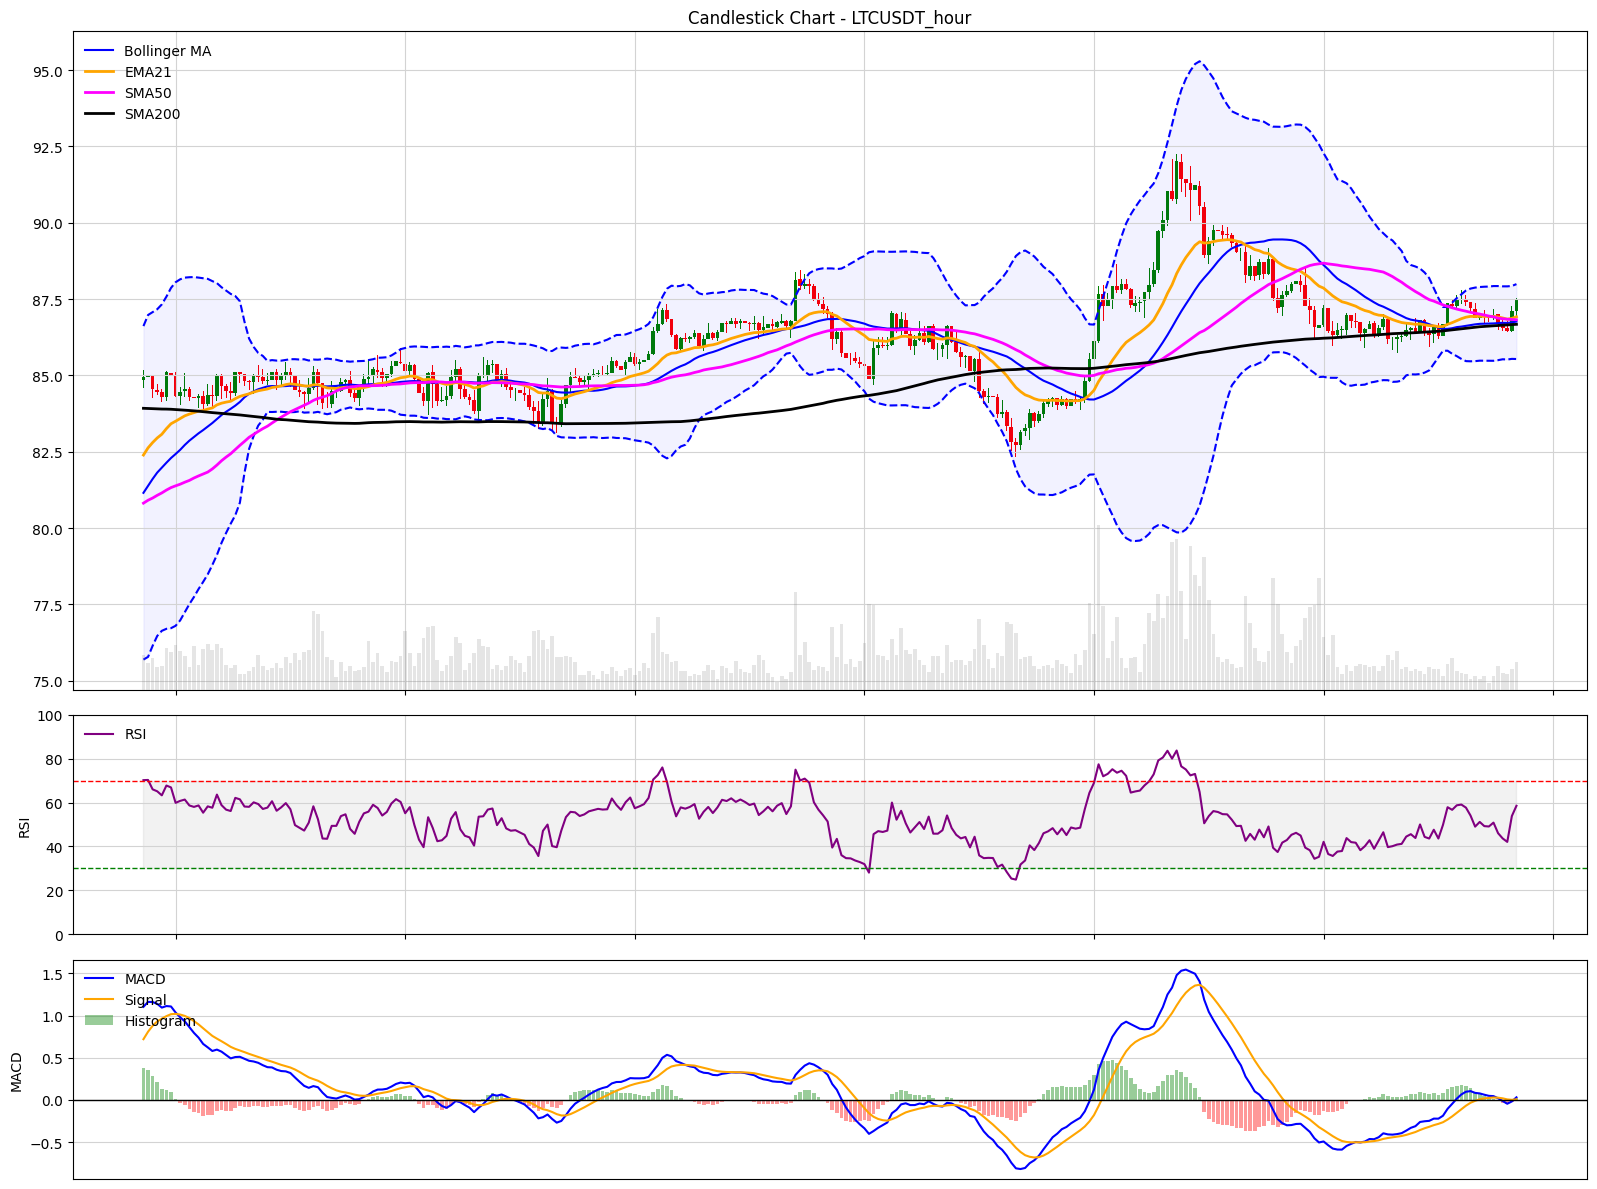 Candlestick Chart - LTCUSDT_hour
Bollinger MA
EMA21
SMA50
SMA200
95.0
92.5
90.0
87.5
85.0
82.5
80.0
77.5
75.0
RSI
100
80
60
40
20
0
RSI
MACD
Signal
Histogram
1.5
1.0
0.5
0.0
−0.5
MACD